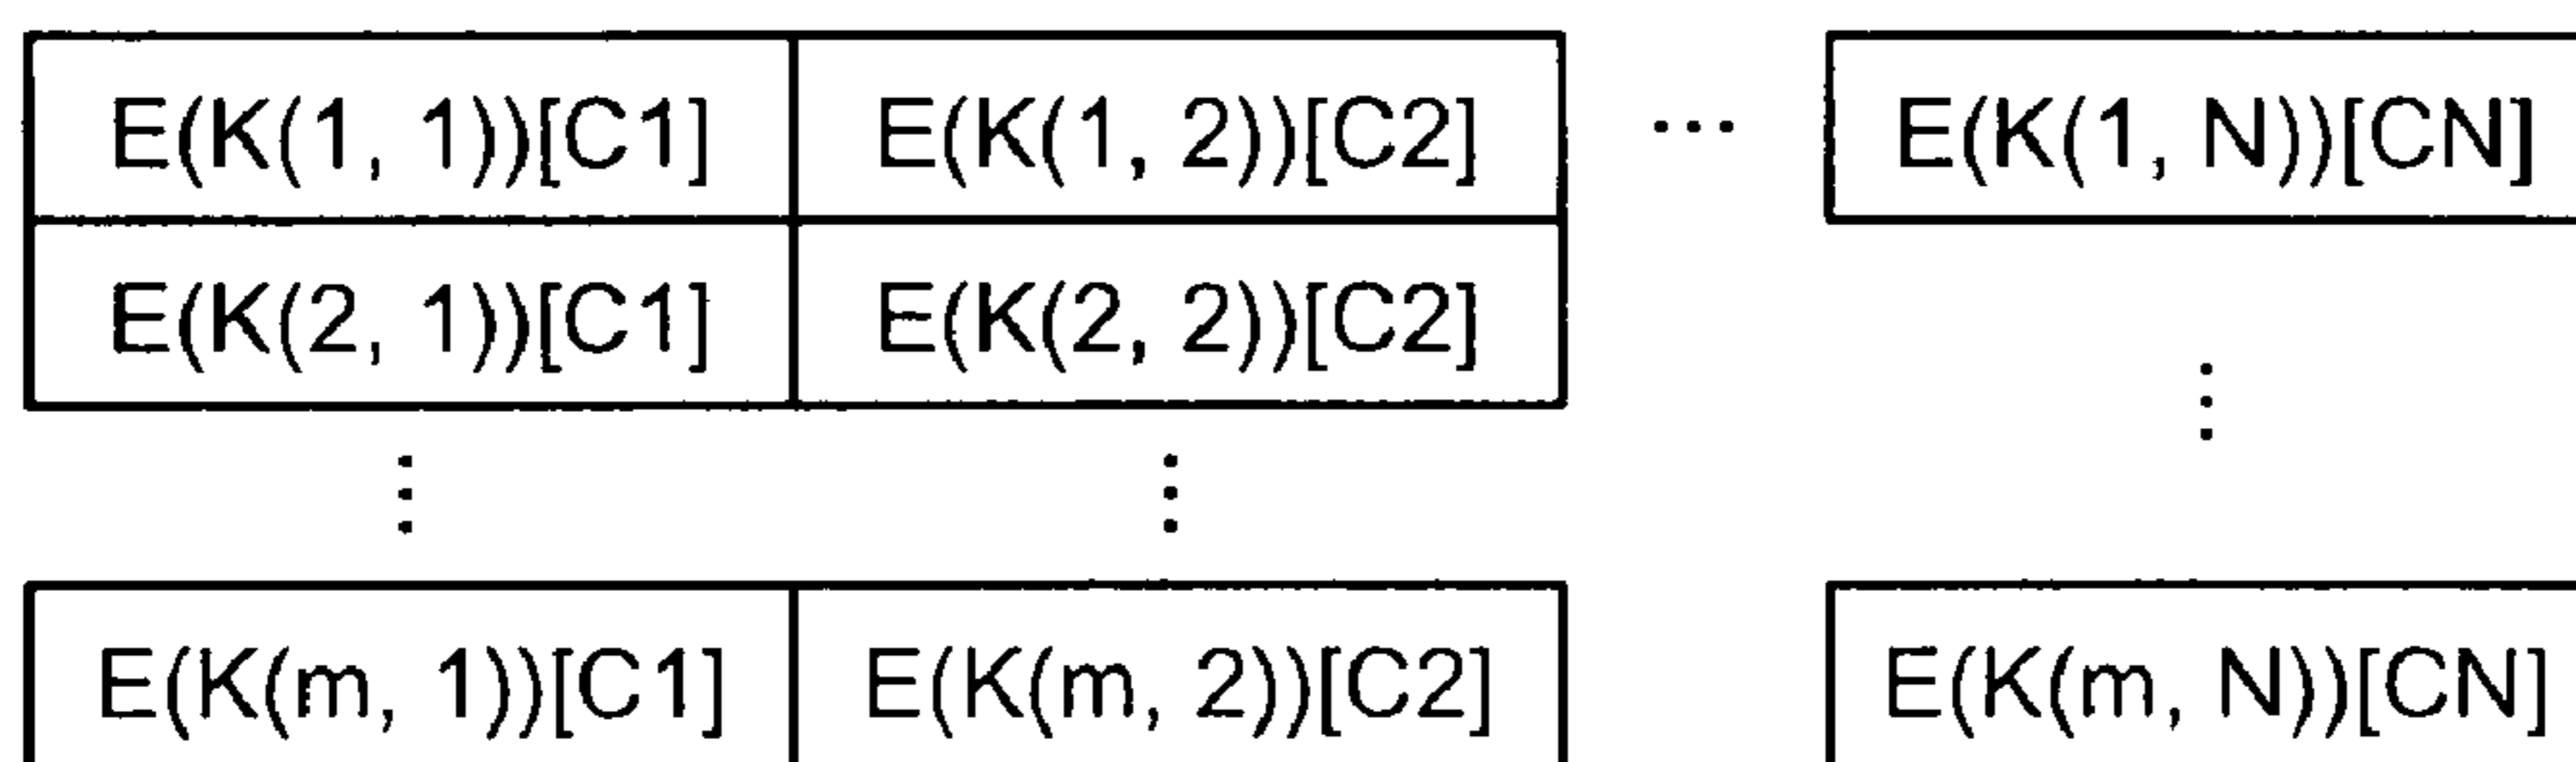 E(K(1, 1))[C1] E(K(1, 2))[C2] ... E(K(1, N))[CN]
E(K(2, 1))[C1] E(K(2, 2))[C2]
E(K(m, 1))[C1] E(K(m, 2))[C2] E(K(m, N))[CN]